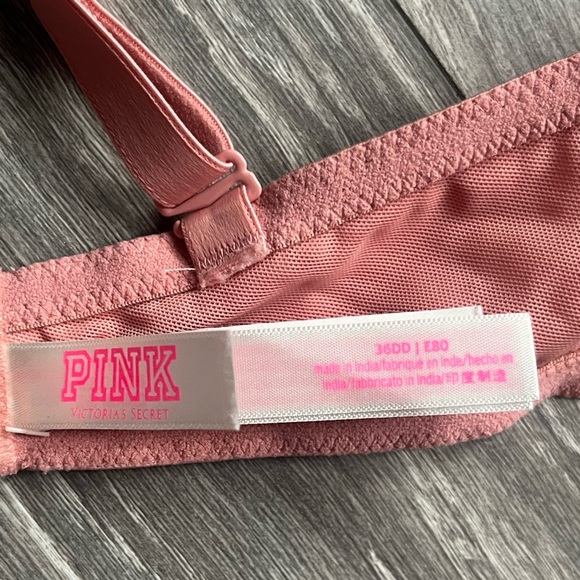 PINK
VICTORIA'S SECRET
36DD | E80
made in India/fabriqué en Inde/hecho en
India/fabricato in India/印度制造